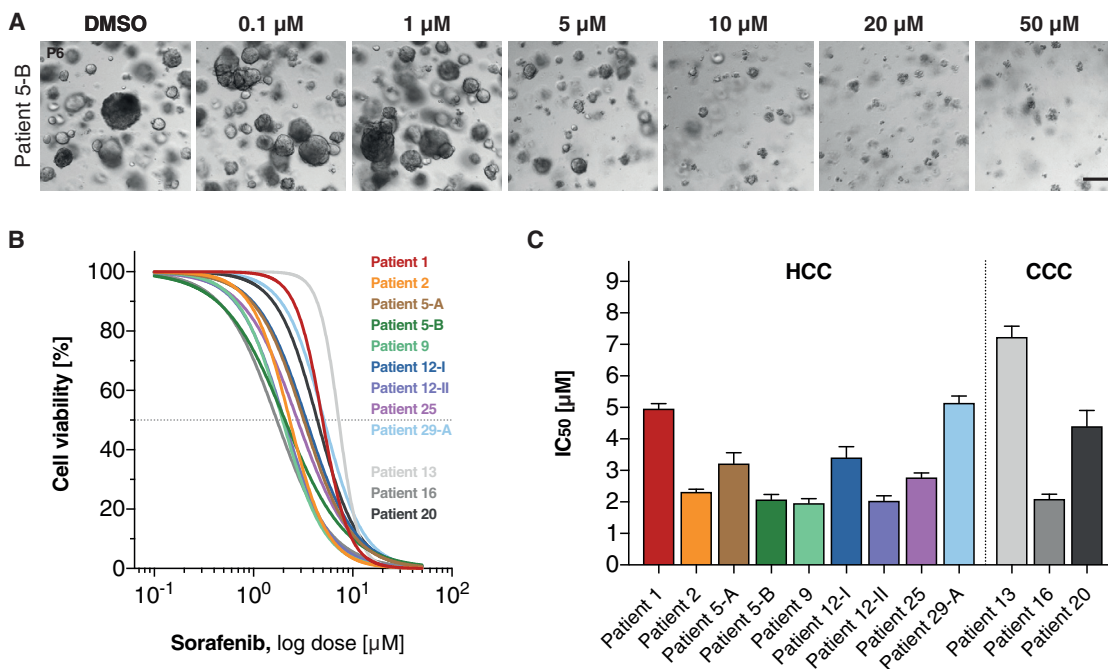 A
DMSO 0.1 µM 1 µM 5 µM 10 µM 20 µM 50 µM
Patient 5-B
P6
B
Cell viability [%]
100
80
60
40
20
0
10-1 100 101 102
Sorafenib, log dose [µM]
Patient 1
Patient 2
Patient 5-A
Patient 5-B
Patient 9
Patient 12-I
Patient 12-II
Patient 25
Patient 29-A
Patient 13
Patient 16
Patient 20
C
HCC CCC
IC50 [µM]
9
8
7
6
5
4
3
2
1
0
Patient 1
Patient 2
Patient 5-A
Patient 5-B
Patient 9
Patient 12-I
Patient 12-II
Patient 25
Patient 29-A
Patient 13
Patient 16
Patient 20